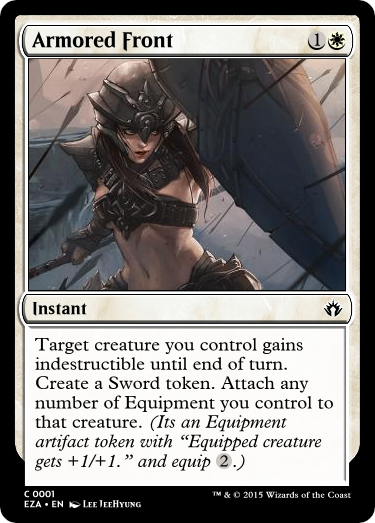 Armored Front 1
Instant
Target creature you control gains
indestructible until end of turn.
Create a Sword token. Attach any
number of Equipment you control to
that creature. (Its an Equipment
artifact token with “Equipped creature
gets +1/+1.” and equip 2.)
C 0001
EZA • EN Lee JeeHyung
™ & © 2015 Wizards of the Coast